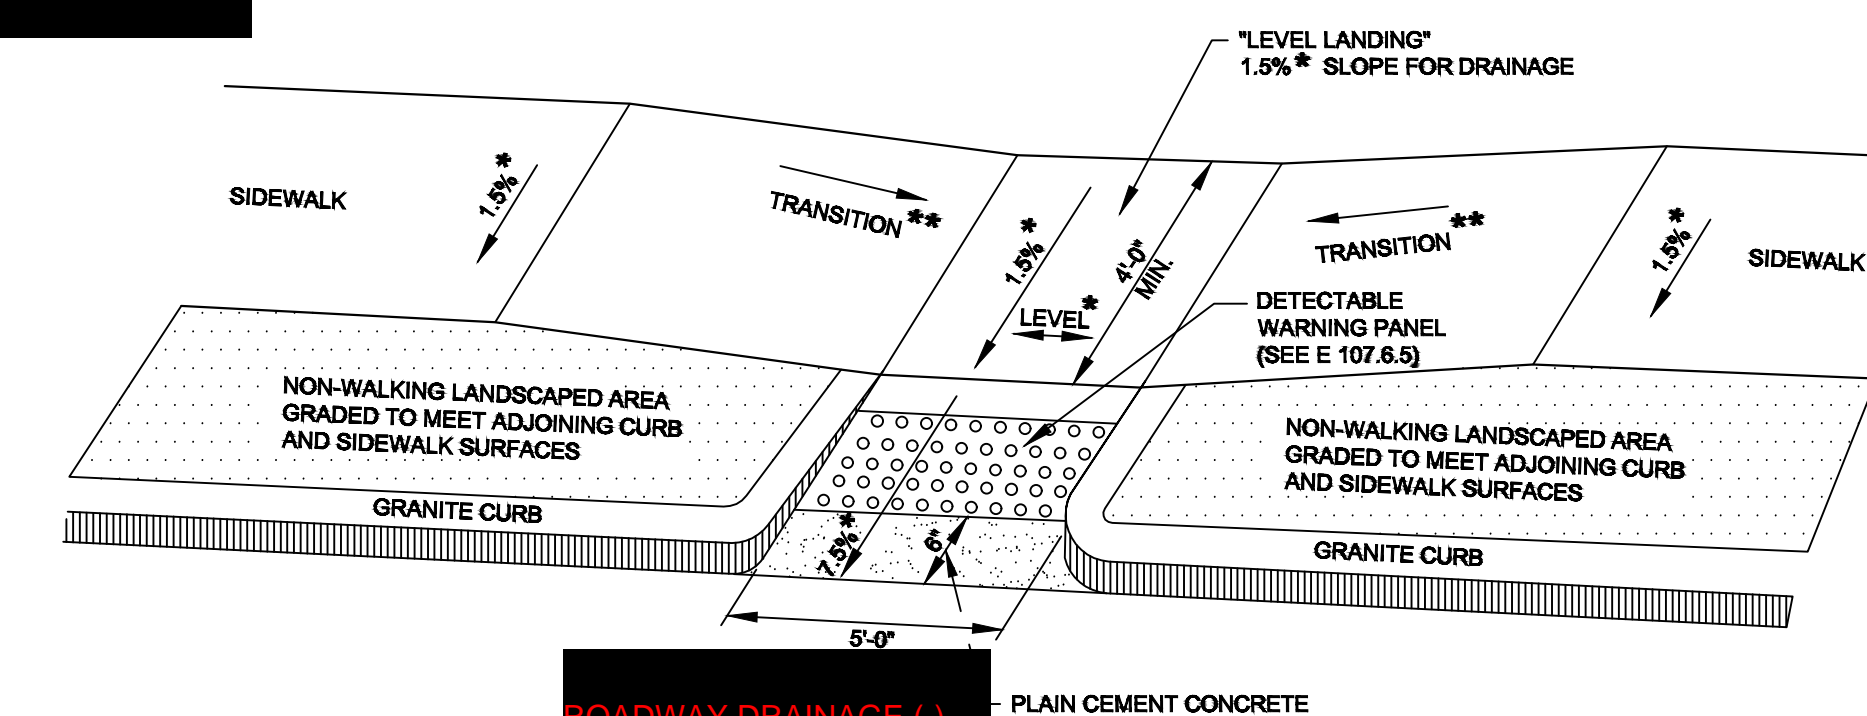 "LEVEL LANDING"
1.5%* SLOPE FOR DRAINAGE
SIDEWALK
1.5%*
TRANSITION**
1.5%*
4'-0"
MIN.
LEVEL*
TRANSITION**
1.5%*
SIDEWALK
DETECTABLE
WARNING PANEL
(SEE E 107.6.5)
NON-WALKING LANDSCAPED AREA
GRADED TO MEET ADJOINING CURB
AND SIDEWALK SURFACES
NON-WALKING LANDSCAPED AREA
GRADED TO MEET ADJOINING CURB
AND SIDEWALK SURFACES
GRANITE CURB
7.5%*
6"
GRANITE CURB
5'-0"
PLAIN CEMENT CONCRETE
ROADWAY DRAINAGE (-)